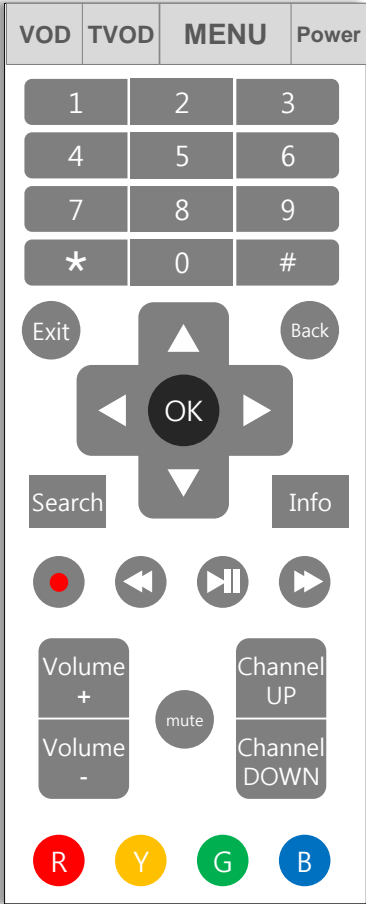 VOD TVOD MENU Power
1 2 3
4 5 6
7 8 9
* 0 #
Exit
Back
OK
Search
Info
Volume
+
Channel
UP
mute
Volume
-
Channel
DOWN
R Y G B